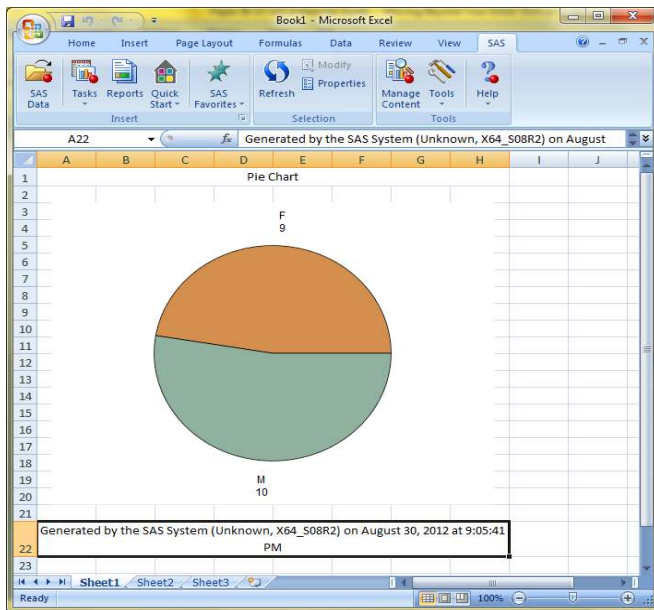 Book1 - Microsoft Excel
Home Insert Page Layout Formulas Data Review View SAS
SAS Data
Tasks
Reports
Quick Start
SAS Favorites
Refresh
Modify
Properties
Manage Content
Tools
Help
Insert Selection Tools
A22 fx Generated by the SAS System (Unknown, X64_S08R2) on August
A B C D E F G H I J
1 Pie Chart
2
3 F
4 9
5
6
7
8
9
10
11
12
13
14
15
16
17
18
19 M
20 10
21
Generated by the SAS System (Unknown, X64_S08R2) on August 30, 2012 at 9:05:41
22 PM
23
Sheet1 Sheet2 Sheet3
Ready 100%